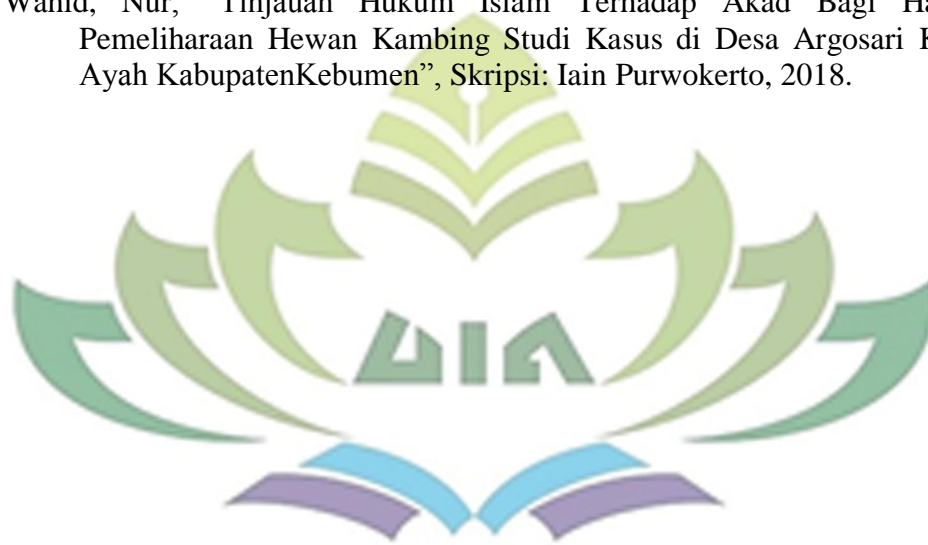 Wahid, Nur, Tinjauan Hukum Islam Terhadap Akad Bagi
Pemeliharaan Hewan Kambing Studi Kasus di Desa Argosari
Ayah KabupatenKebumen”, Skripsi: Iain Purwokerto, 2018.
UIN